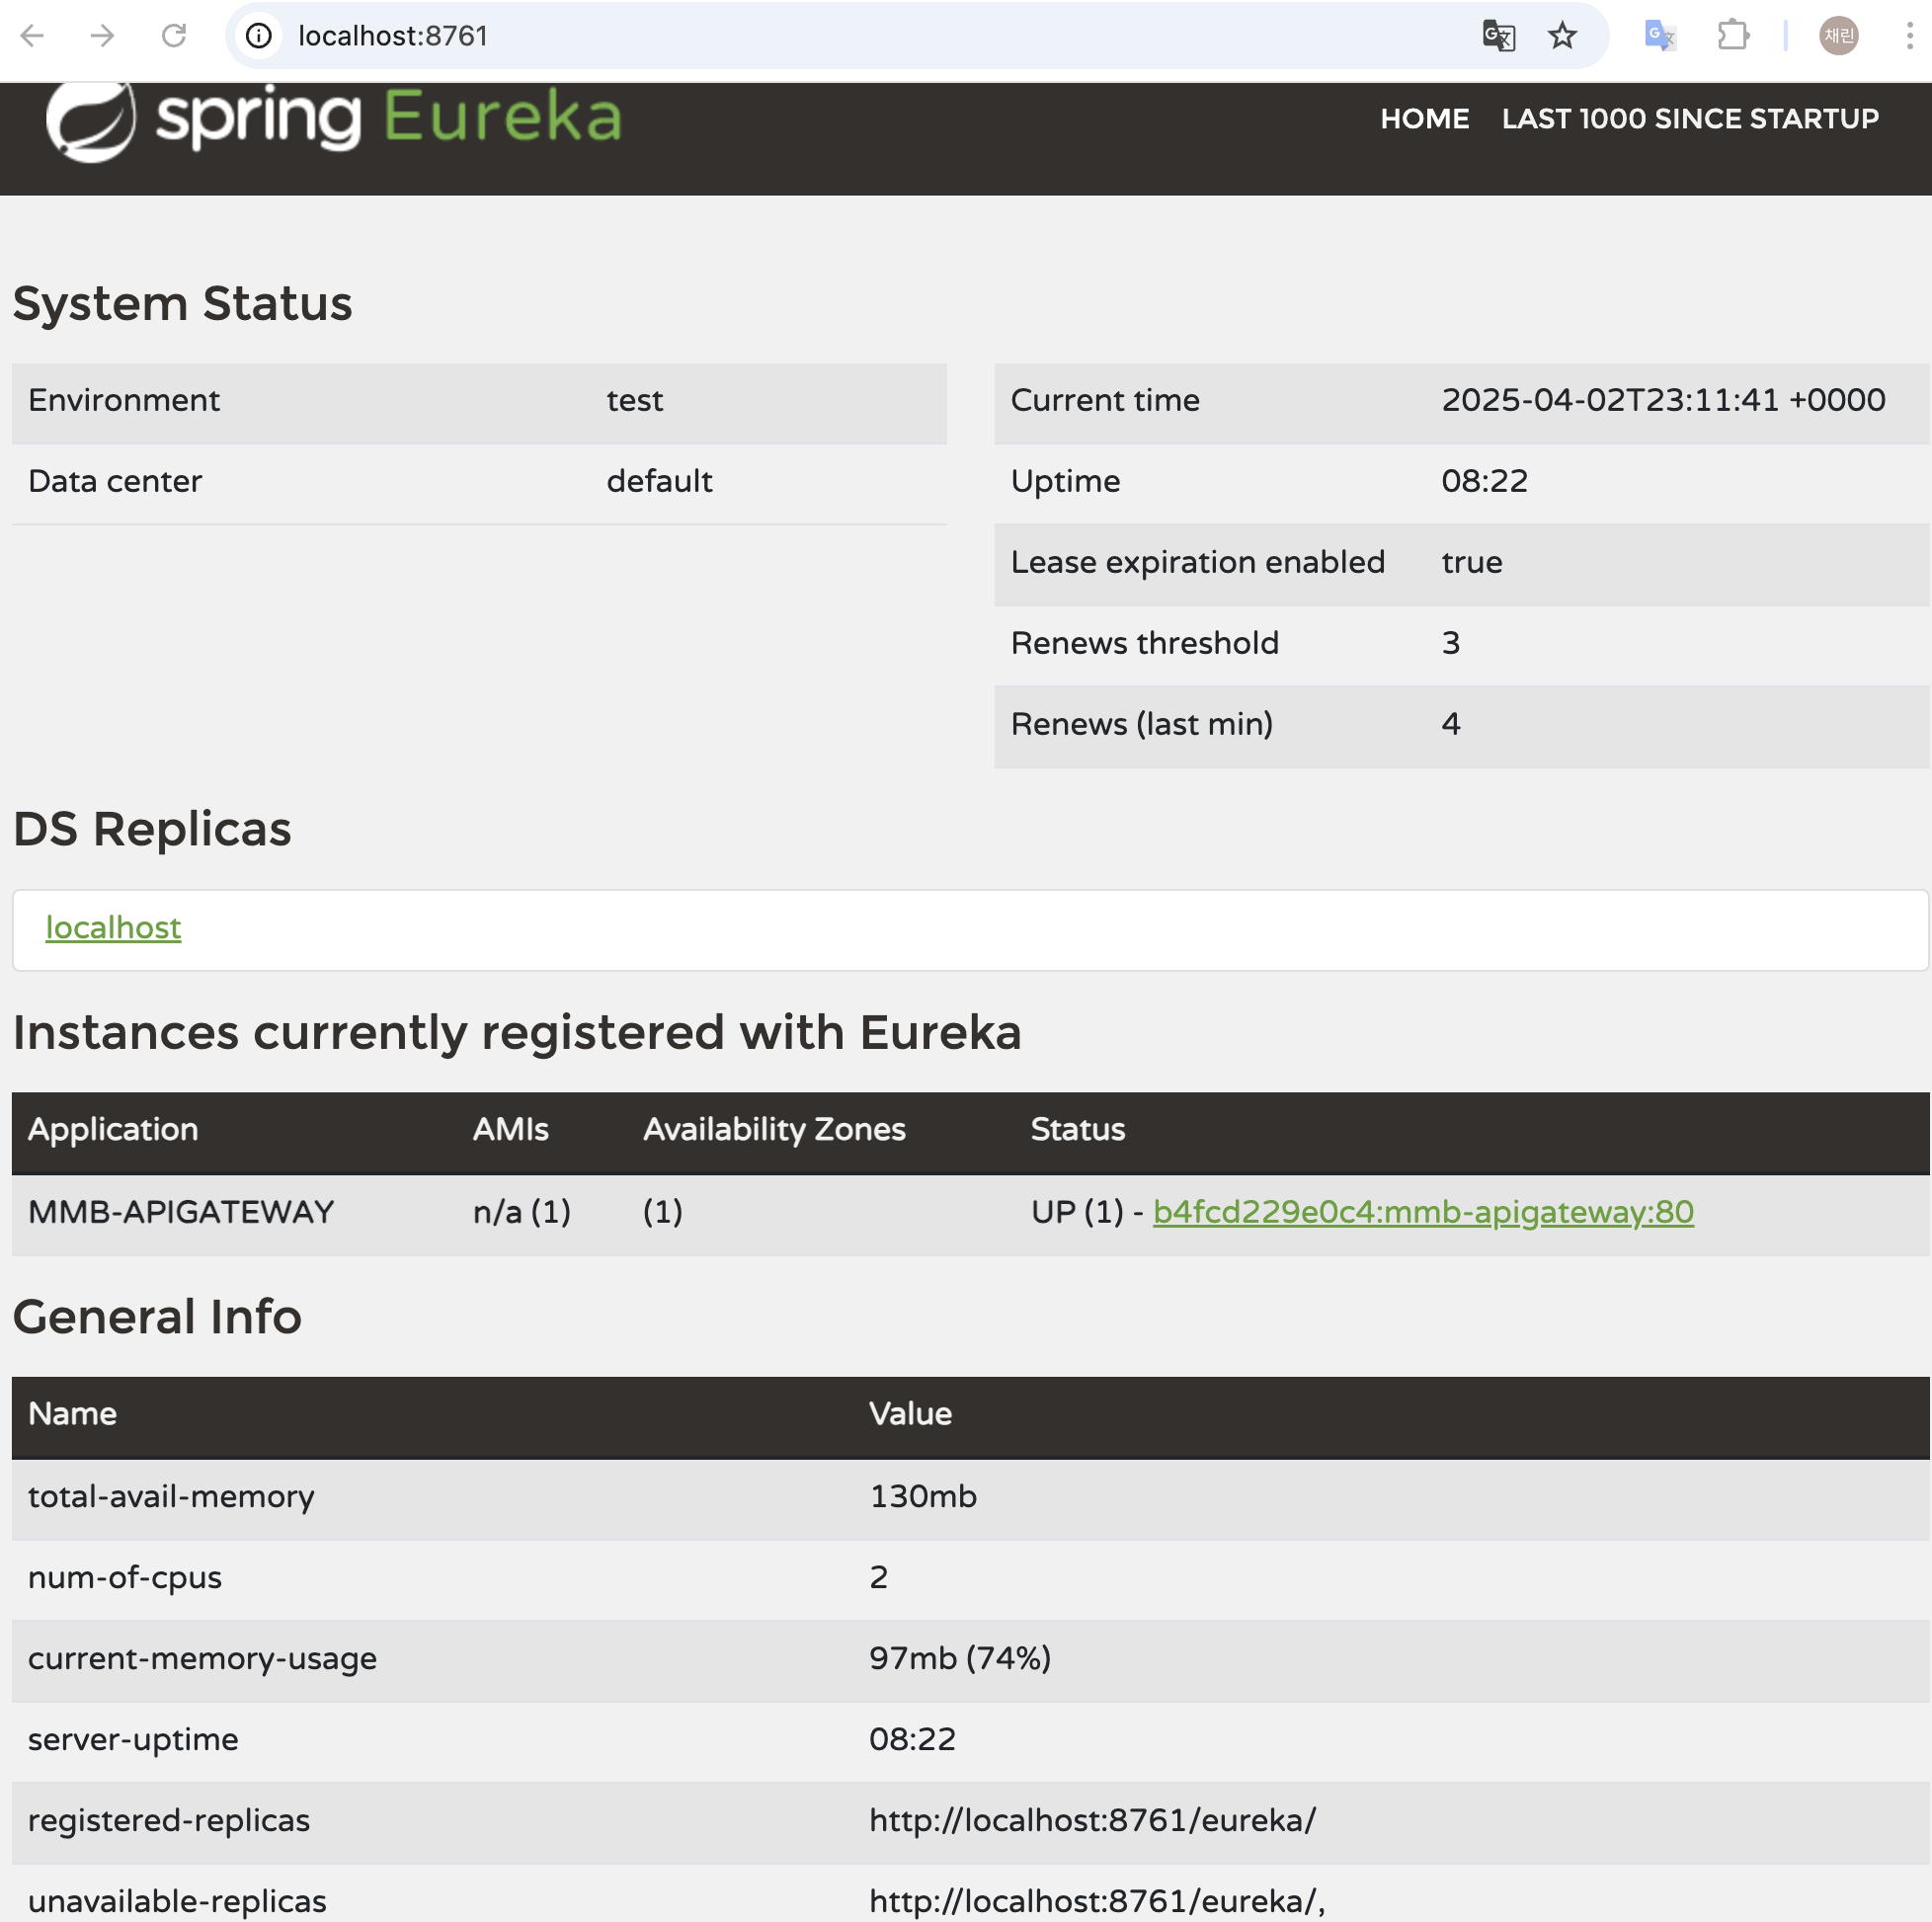 localhost:8761
채린
spring Eureka
HOME LAST 1000 SINCE STARTUP
System Status
Environment test
Data center default
Current time 2025-04-02T23:11:41 +0000
Uptime 08:22
Lease expiration enabled true
Renews threshold 3
Renews (last min) 4
DS Replicas
localhost
Instances currently registered with Eureka
Application AMIs Availability Zones Status
MMB-APIGATEWAY n/a (1) (1) UP (1) - b4fcd229e0c4:mmb-apigateway:80
General Info
Name Value
total-avail-memory 130mb
num-of-cpus 2
current-memory-usage 97mb (74%)
server-uptime 08:22
registered-replicas http://localhost:8761/eureka/
unavailable-replicas http://localhost:8761/eureka/,